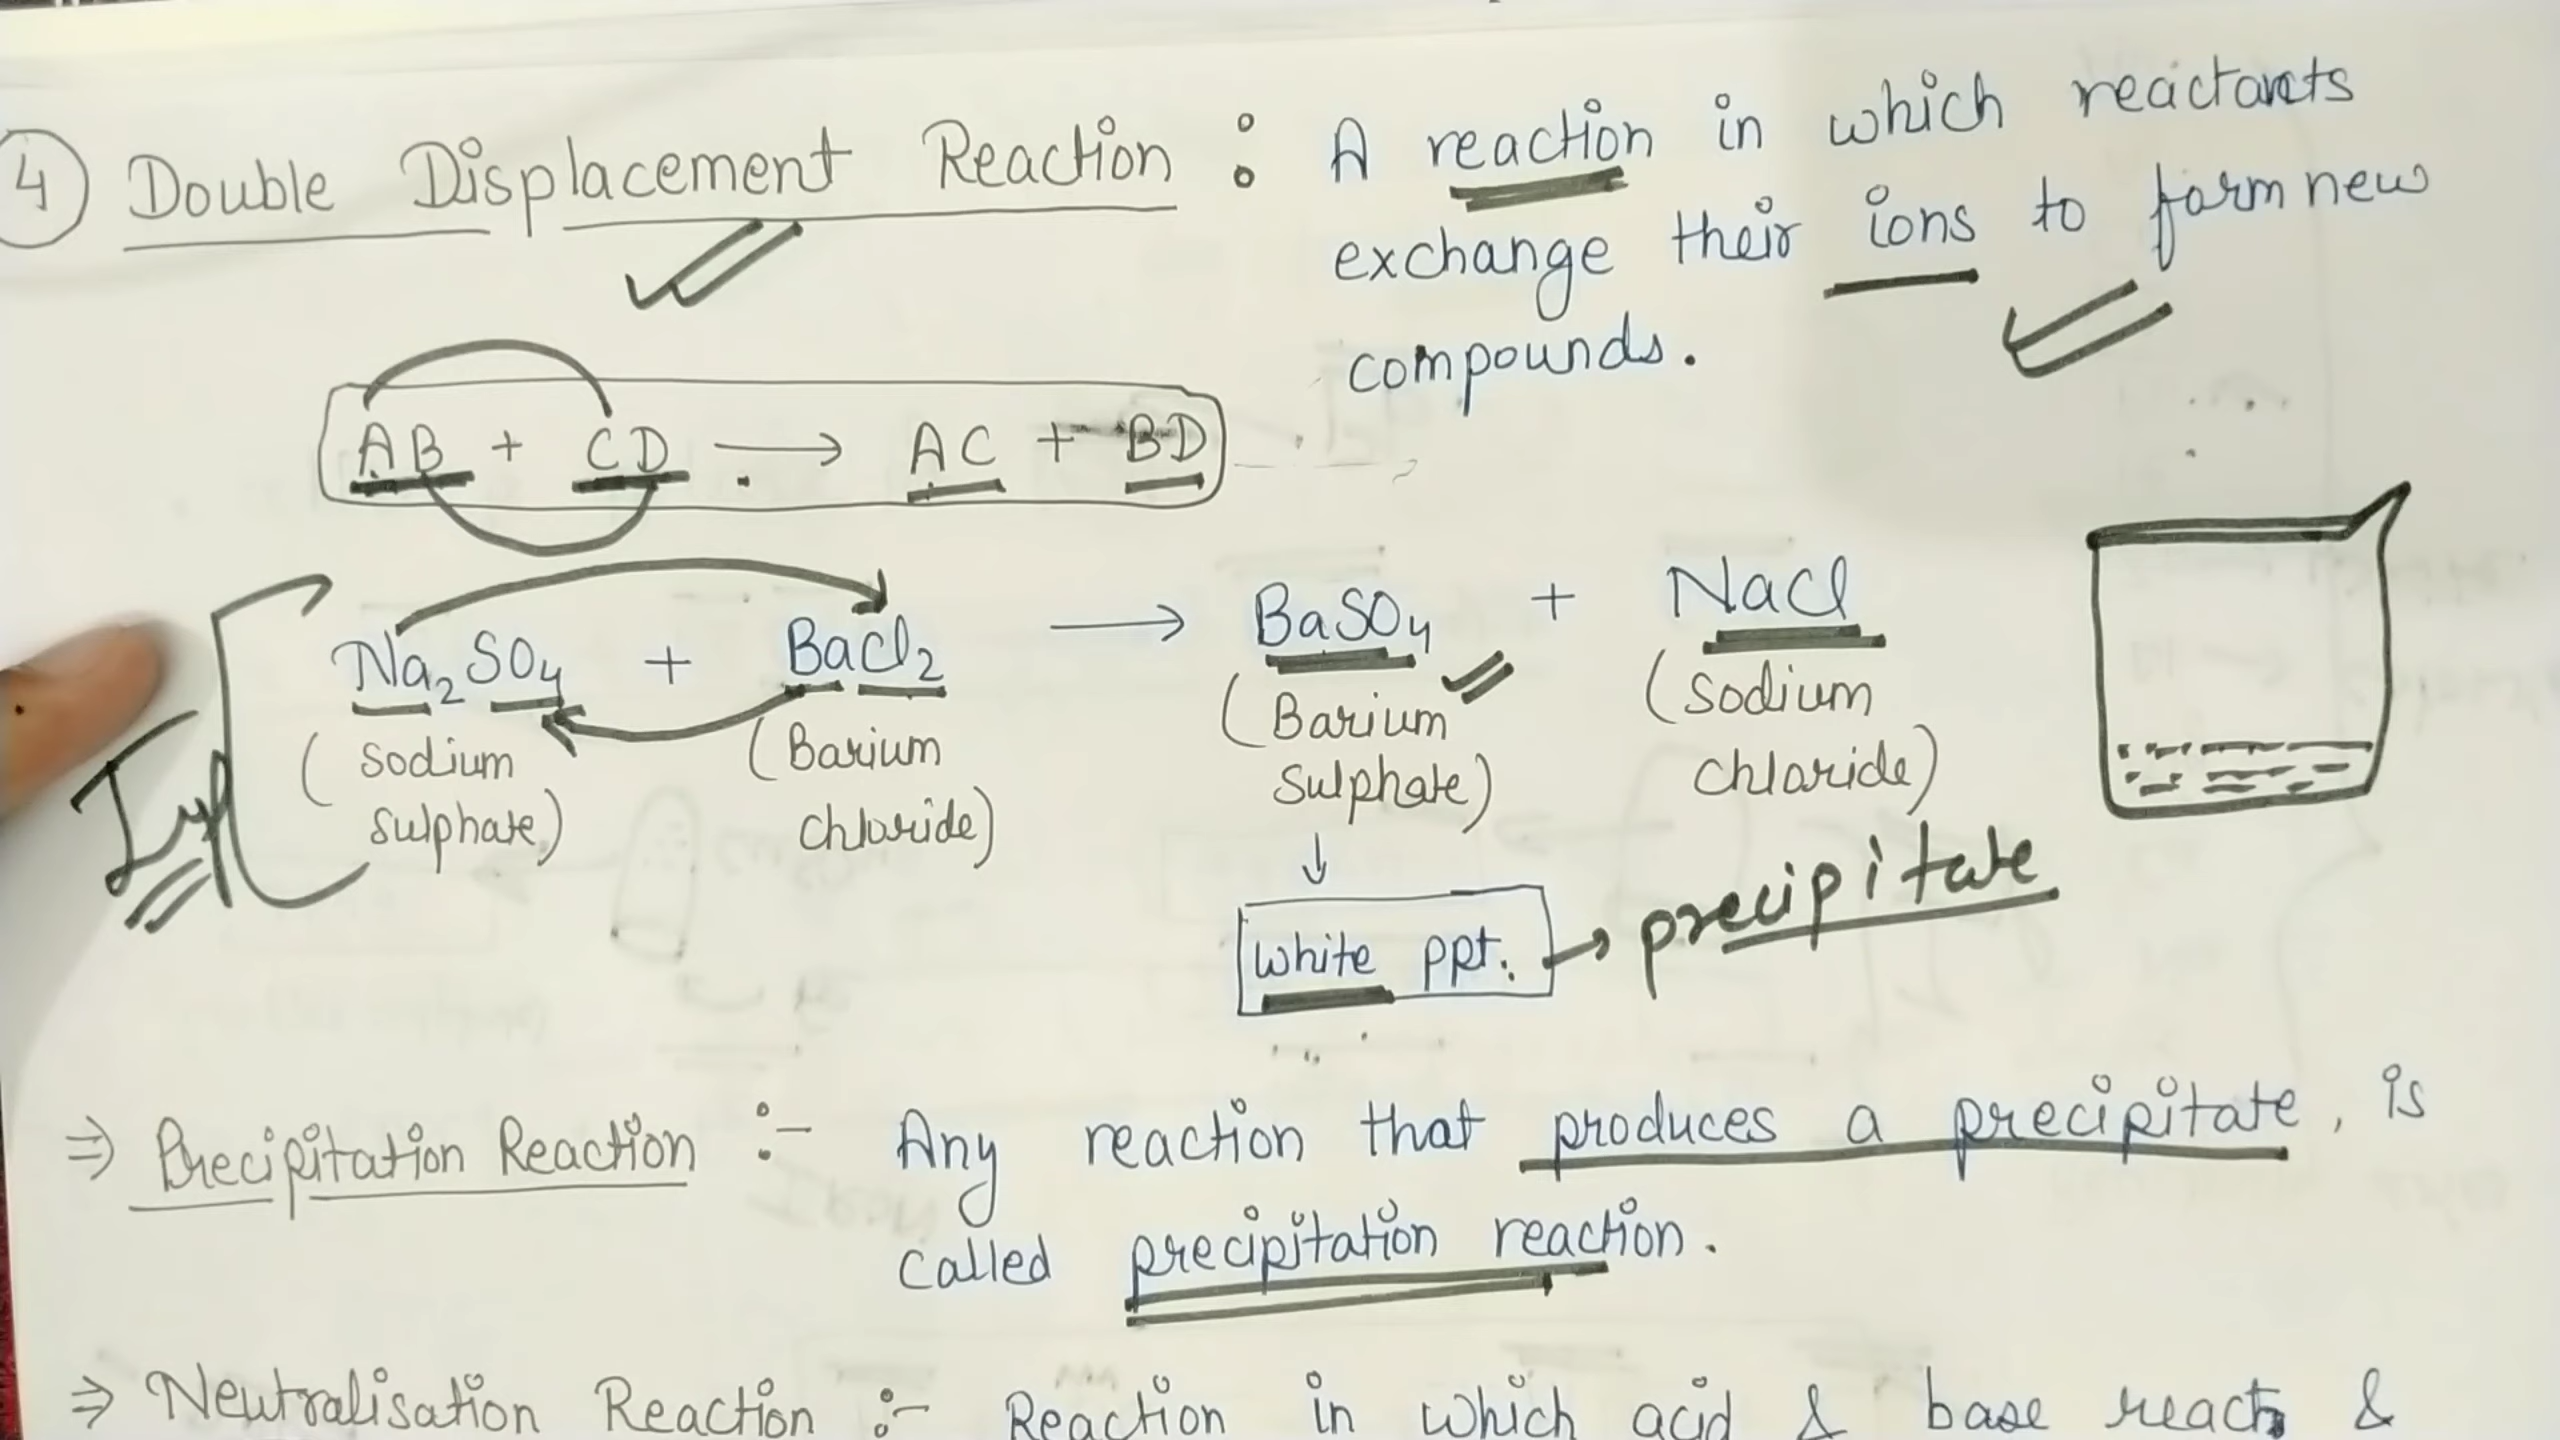 4 Double Displacement Reaction : A reaction in which reactants
exchange their ions to form new
compounds.
AB + CD → AC + BD
Na₂SO₄ + BaCl₂ → BaSO₄ + NaCl
(Sodium sulphate)
(Barium chloride)
(Barium Sulphate)
(Sodium chloride)
Imp
↓
white ppt. → precipitate
⇒ Precipitation Reaction :- Any reaction that produces a precipitate, is
called precipitation reaction.
⇒ Neutralisation Reaction :- Reaction in which acid & base reacts &